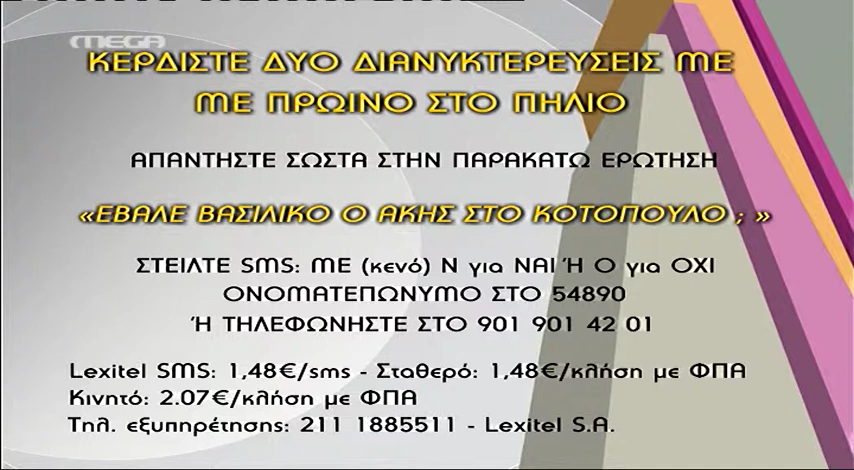 MEGA
ΚΕΡΔΙΣΤΕ ΔΥΟ ΔΙΑΝΥΚΤΕΡΕΥΣΕΙΣ ΜΕ
ΜΕ ΠΡΩΙΝΟ ΣΤΟ ΠΗΛΙΟ
ΑΠΑΝΤΗΣΤΕ ΣΩΣΤΑ ΣΤΗΝ ΠΑΡΑΚΑΤΩ ΕΡΩΤΗΣΗ
«ΕΒΑΛΕ ΒΑΣΙΛΙΚΟ Ο ΑΚΗΣ ΣΤΟ ΚΟΤΟΠΟΥΛΟ ; »
ΣΤΕΙΛΤΕ SMS: ΜΕ (κενό) Ν για ΝΑΙ Ή Ο για ΟΧΙ
ΟΝΟΜΑΤΕΠΩΝΥΜΟ ΣΤΟ 54890
Ή ΤΗΛΕΦΩΝΗΣΤΕ ΣΤΟ 901 901 42 01
Lexitel SMS: 1,48€/sms - Σταθερό: 1,48€/κλήση με ΦΠΑ
Κινητό: 2.07€/κλήση με ΦΠΑ
Τηλ. εξυπηρέτησης: 211 1885511 - Lexitel S.A.